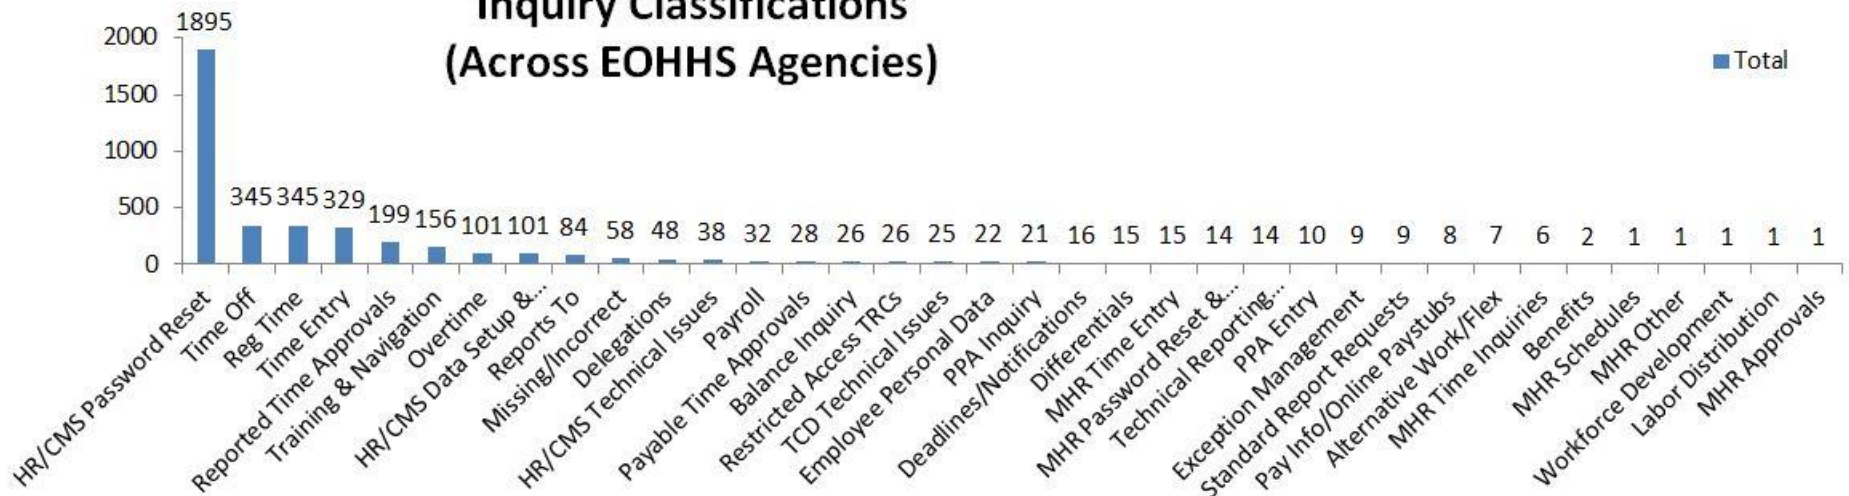 Inquiry Classifications
(Across EOHHS Agencies)
Total
2000
1500
1000
500
0
1895
345
345
329
199
156
101
101
84
58
48
38
32
28
26
26
25
22
21
16
15
15
14
14
10
9
9
8
7
6
2
1
1
1
1
1
HR/CMS Password Reset
Time Off
Reg Time
Time Entry
Reported Time Approvals
Training & Navigation
Overtime
HR/CMS Data Setup &...
Reports To
Missing/Incorrect
Delegations
HR/CMS Technical Issues
Payroll
Payable Time Approvals
Balance Inquiry
Restricted Access TRCs
TCD Technical Issues
Employee Personal Data
PPA Inquiry
Deadlines/Notifications
Differentials
MHR Time Entry
MHR Password Reset &...
Technical Reporting...
PPA Entry
Exception Management
Standard Report Requests
Pay Info/Online Paystubs
Alternative Work/Flex
MHR Time Inquiries
Benefits
MHR Schedules
MHR Other
Workforce Development
Labor Distribution
MHR Approvals